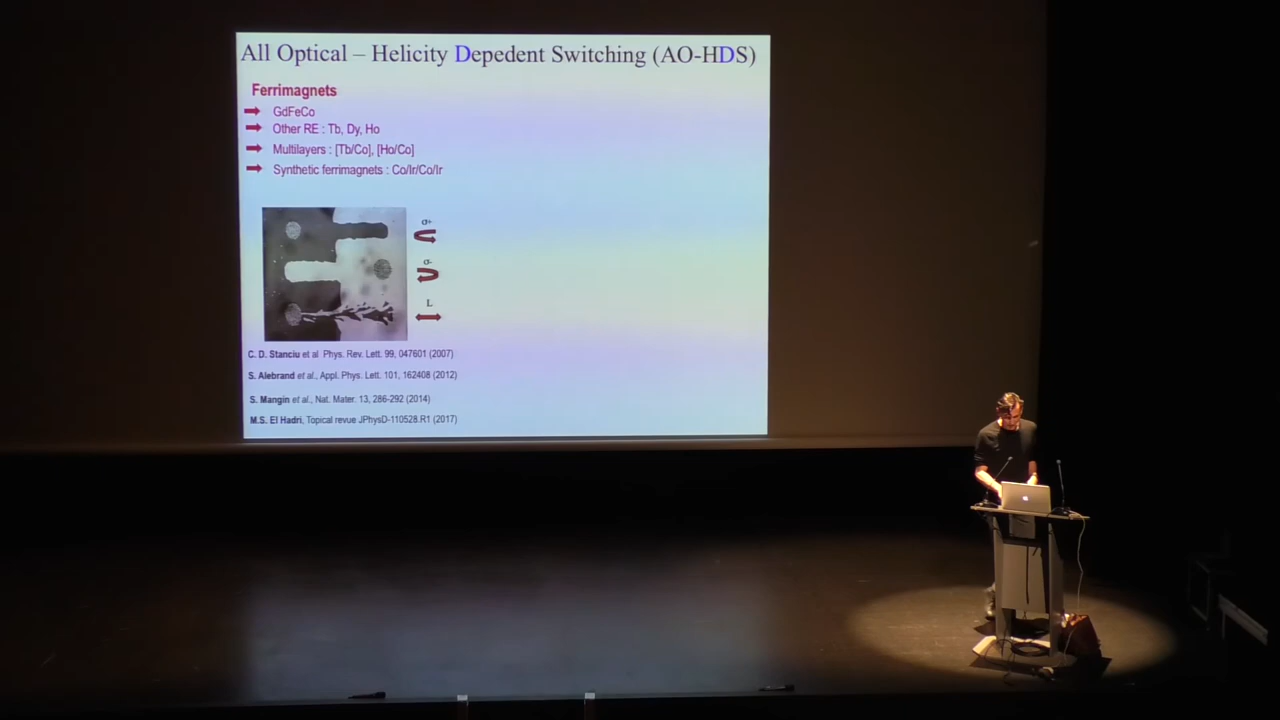 All Optical – Helicity Depedent Switching (AO-HDS)
Ferrimagnets
GdFeCo
Other RE : Tb, Dy, Ho
Multilayers : [Tb/Co], [Ho/Co]
Synthetic ferrimagnets : Co/Ir/Co/Ir
σ+
σ-
L
C. D. Stanciu et al Phys. Rev. Lett. 99, 047601 (2007)
S. Alebrand et al., Appl. Phys. Lett. 101, 162408 (2012)
S. Mangin et al., Nat. Mater. 13, 286-292 (2014)
M.S. El Hadri, Topical revue JPhysD-110528.R1 (2017)